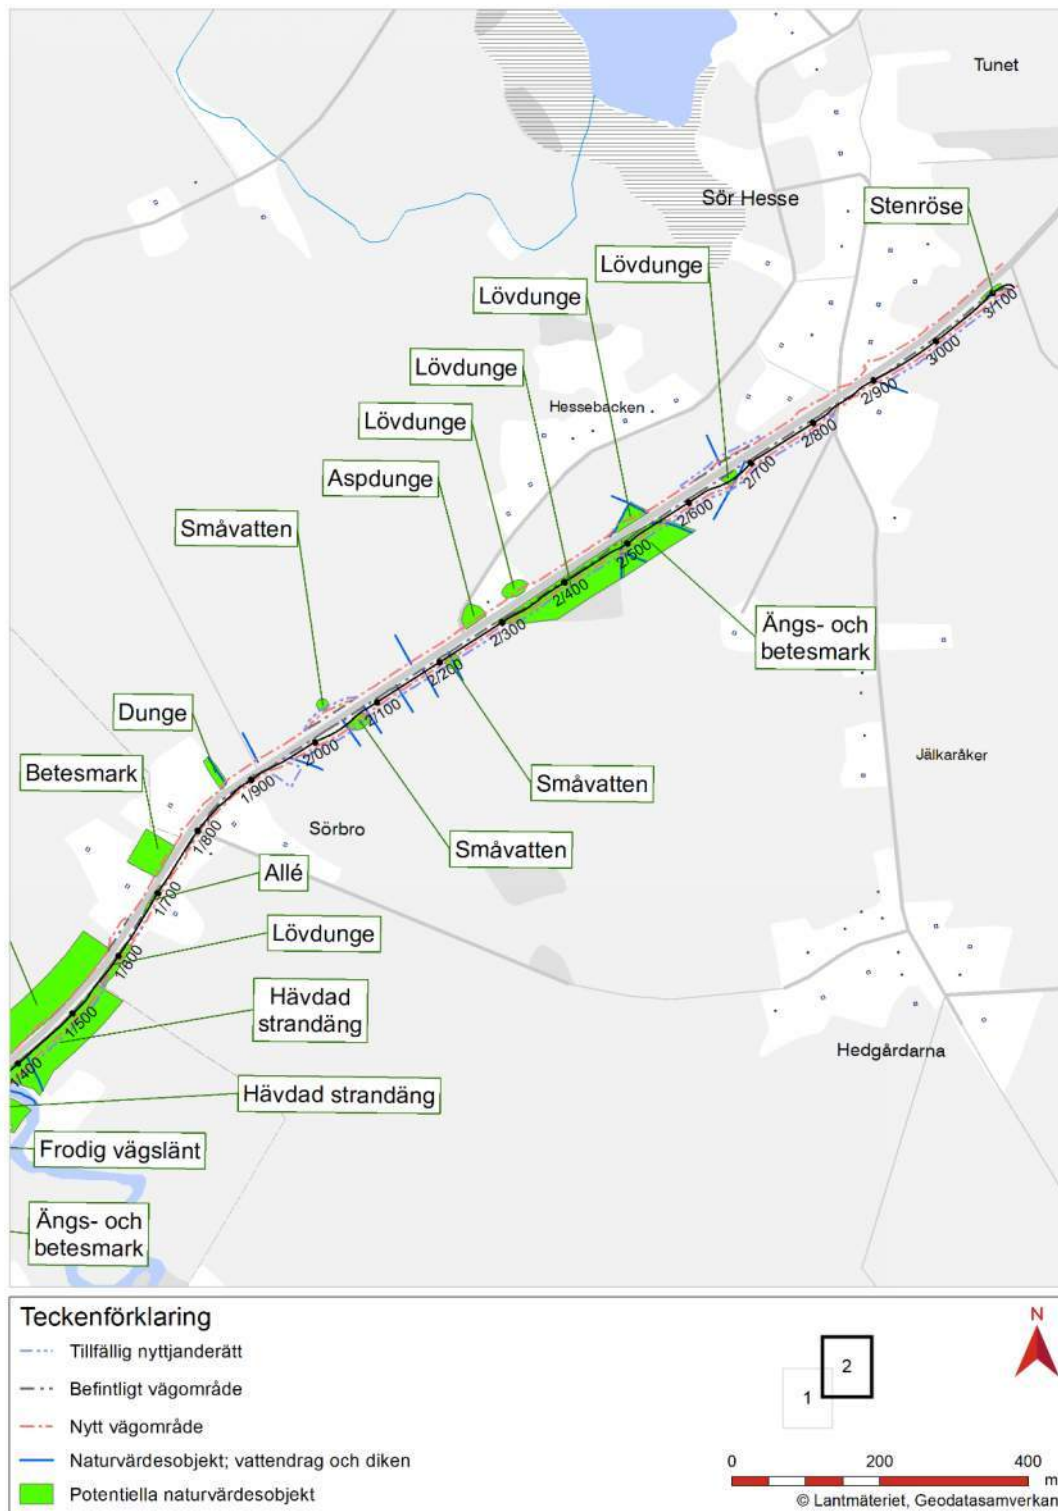 Tunet
Sör Hesse
Stenröse
Lövdunge
Lövdunge
Lövdunge
Hessebacken
Lövdunge
Aspdunge
Småvatten
3/100
3/000
2/900
2/800
2/700
2/600
2/500
2/400
2/300
2/200
2/100
2/000
1/900
1/800
1/700
1/600
1/500
1/400
Ängs- och
betesmark
Dunge
Betesmark
Småvatten
Jälkaråker
Sörbro
Småvatten
Allé
Lövdunge
Hävdad
strandäng
Hedgårdarna
Hävdad strandäng
Frodig vägslänt
Ängs- och
betesmark
Teckenförklaring
Tillfällig nyttjanderätt
Befintligt vägområde
Nytt vägområde
Naturvärdesobjekt; vattendrag och diken
Potentiella naturvärdesobjekt
1
2
N
0 200 400
m
© Lantmäteriet, Geodatasamverkan